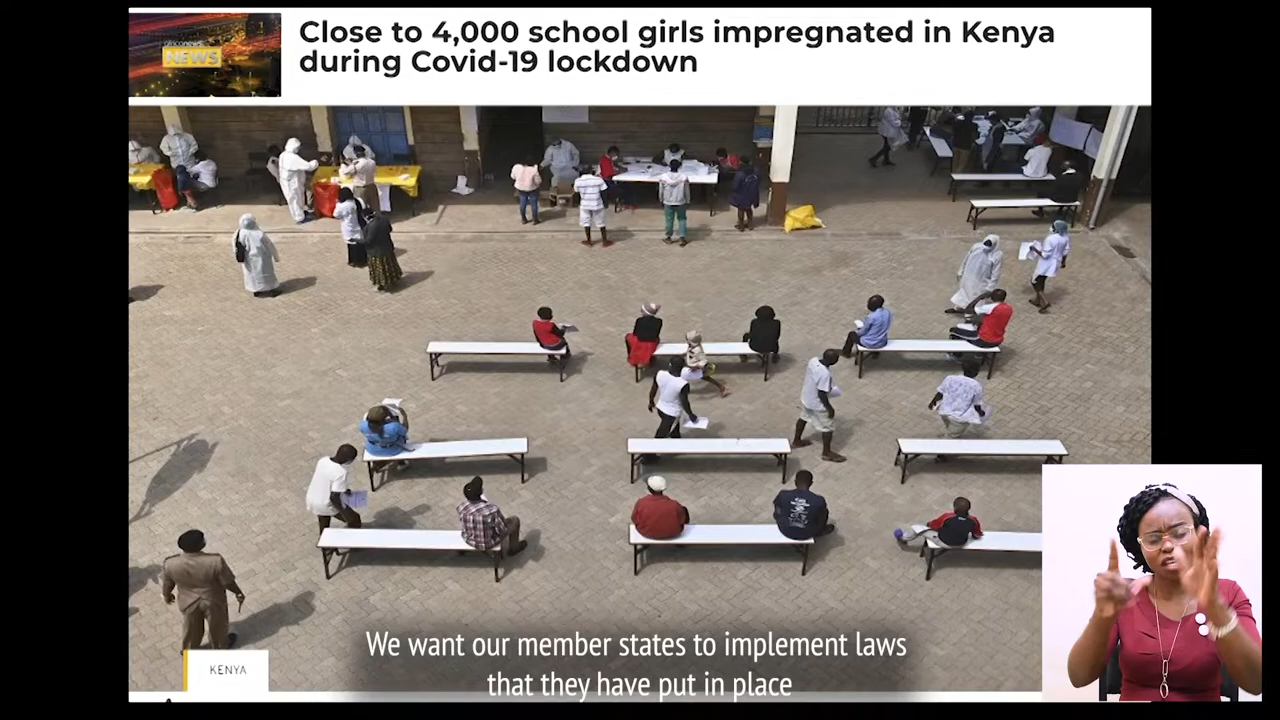 Close to 4,000 school girls impregnated in Kenya
during Covid-19 lockdown
africanews.
NEWS
KENYA
We want our member states to implement laws
that they have put in place